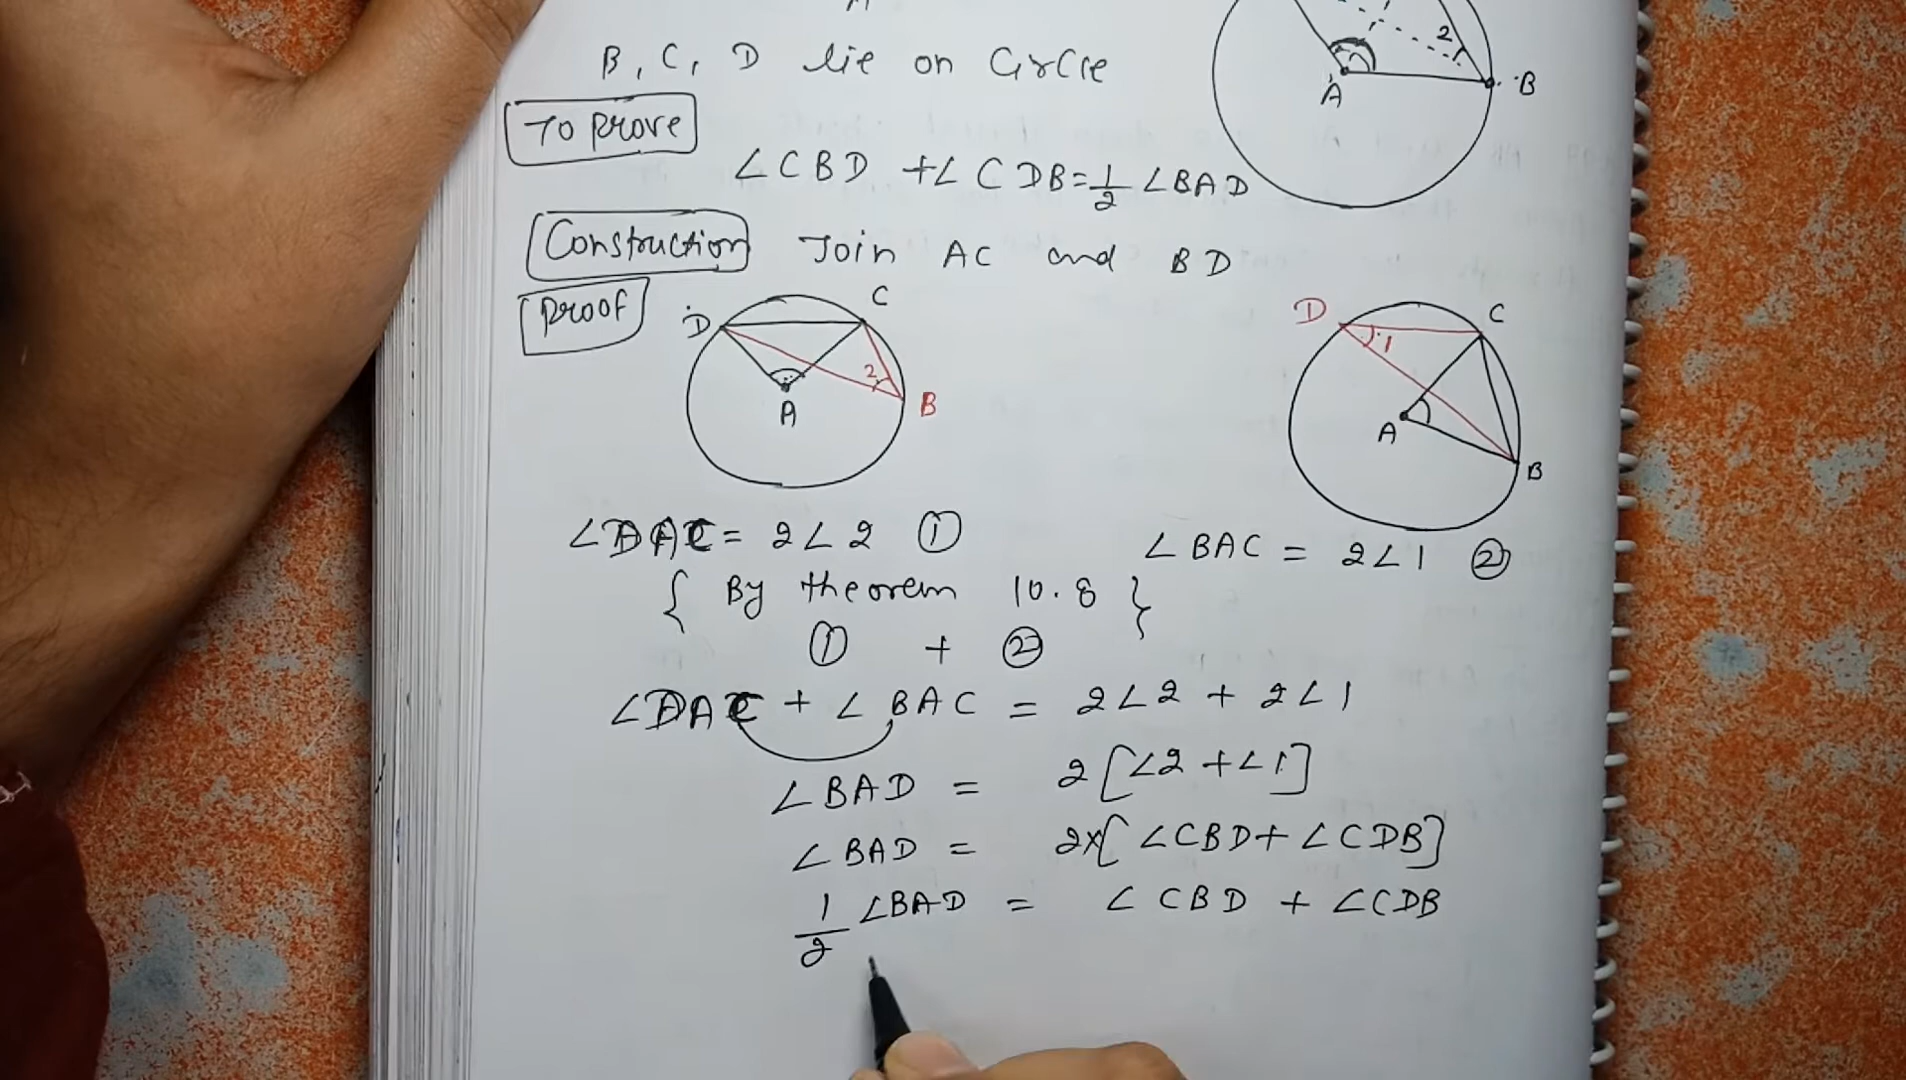 B, C, D lie on Circle
2
A
B
To prove
∠CBD + ∠CDB = 1/2 ∠BAD
Construction Join AC and BD
Proof
D C 2 A B
D C 1 A B
∠DAC = 2∠2 ①
∠BAC = 2∠1 ②
{ By theorem 10.8 }
① + ②
∠DAC + ∠BAC = 2∠2 + 2∠1
∠BAD = 2[∠2 + ∠1]
∠BAD = 2×[∠CBD + ∠CDB]
1/2 ∠BAD = ∠CBD + ∠CDB